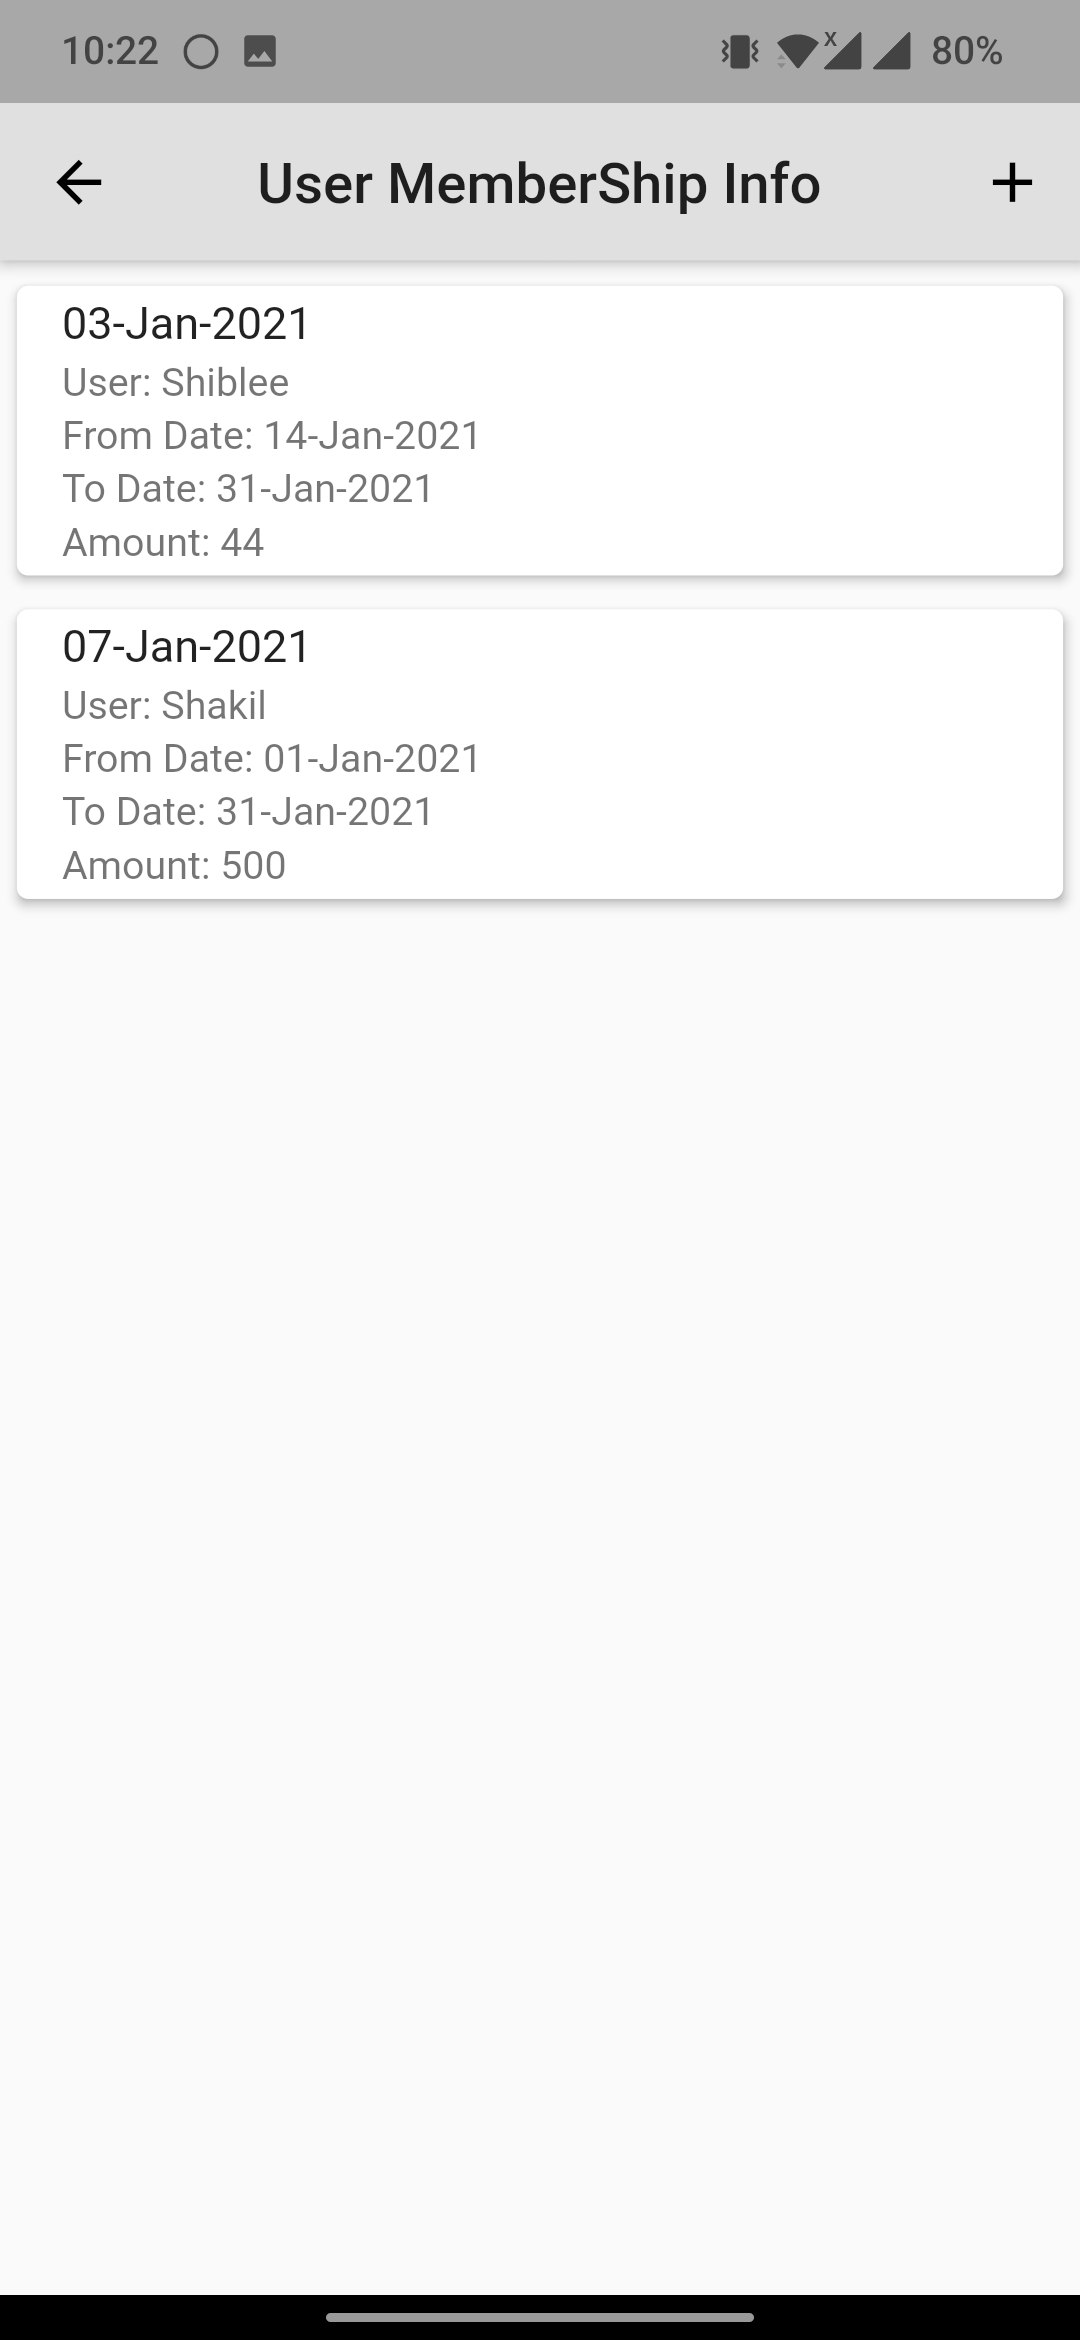 10:22 80%
User MemberShip Info
03-Jan-2021
User: Shiblee
From Date: 14-Jan-2021
To Date: 31-Jan-2021
Amount: 44
07-Jan-2021
User: Shakil
From Date: 01-Jan-2021
To Date: 31-Jan-2021
Amount: 500